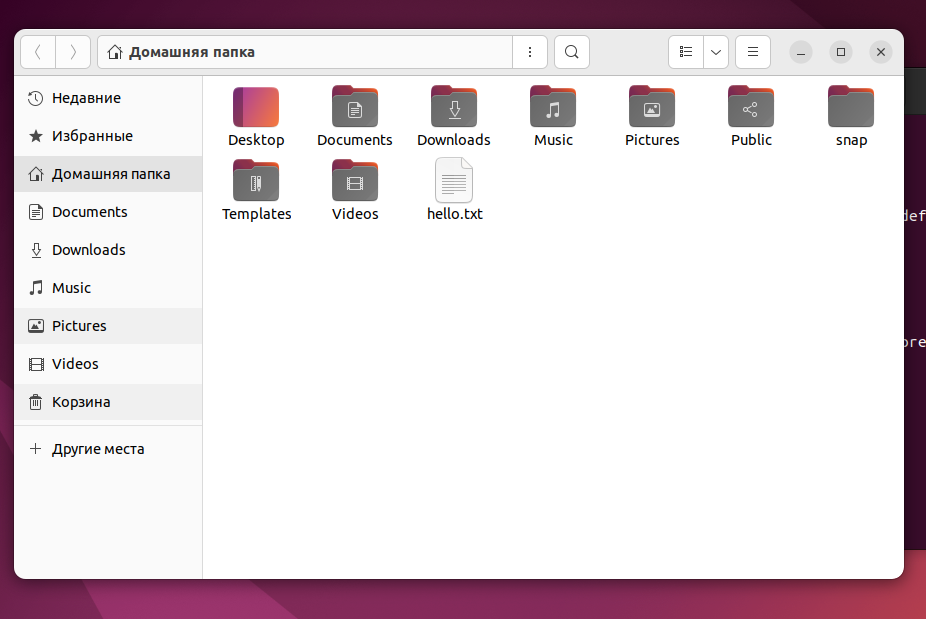 Домашняя папка
Недавние
Избранные
Домашняя папка
Documents
Downloads
Music
Pictures
Videos
Корзина
Другие места
Desktop Documents Downloads Music Pictures Public snap
Templates Videos hello.txt
def
ore